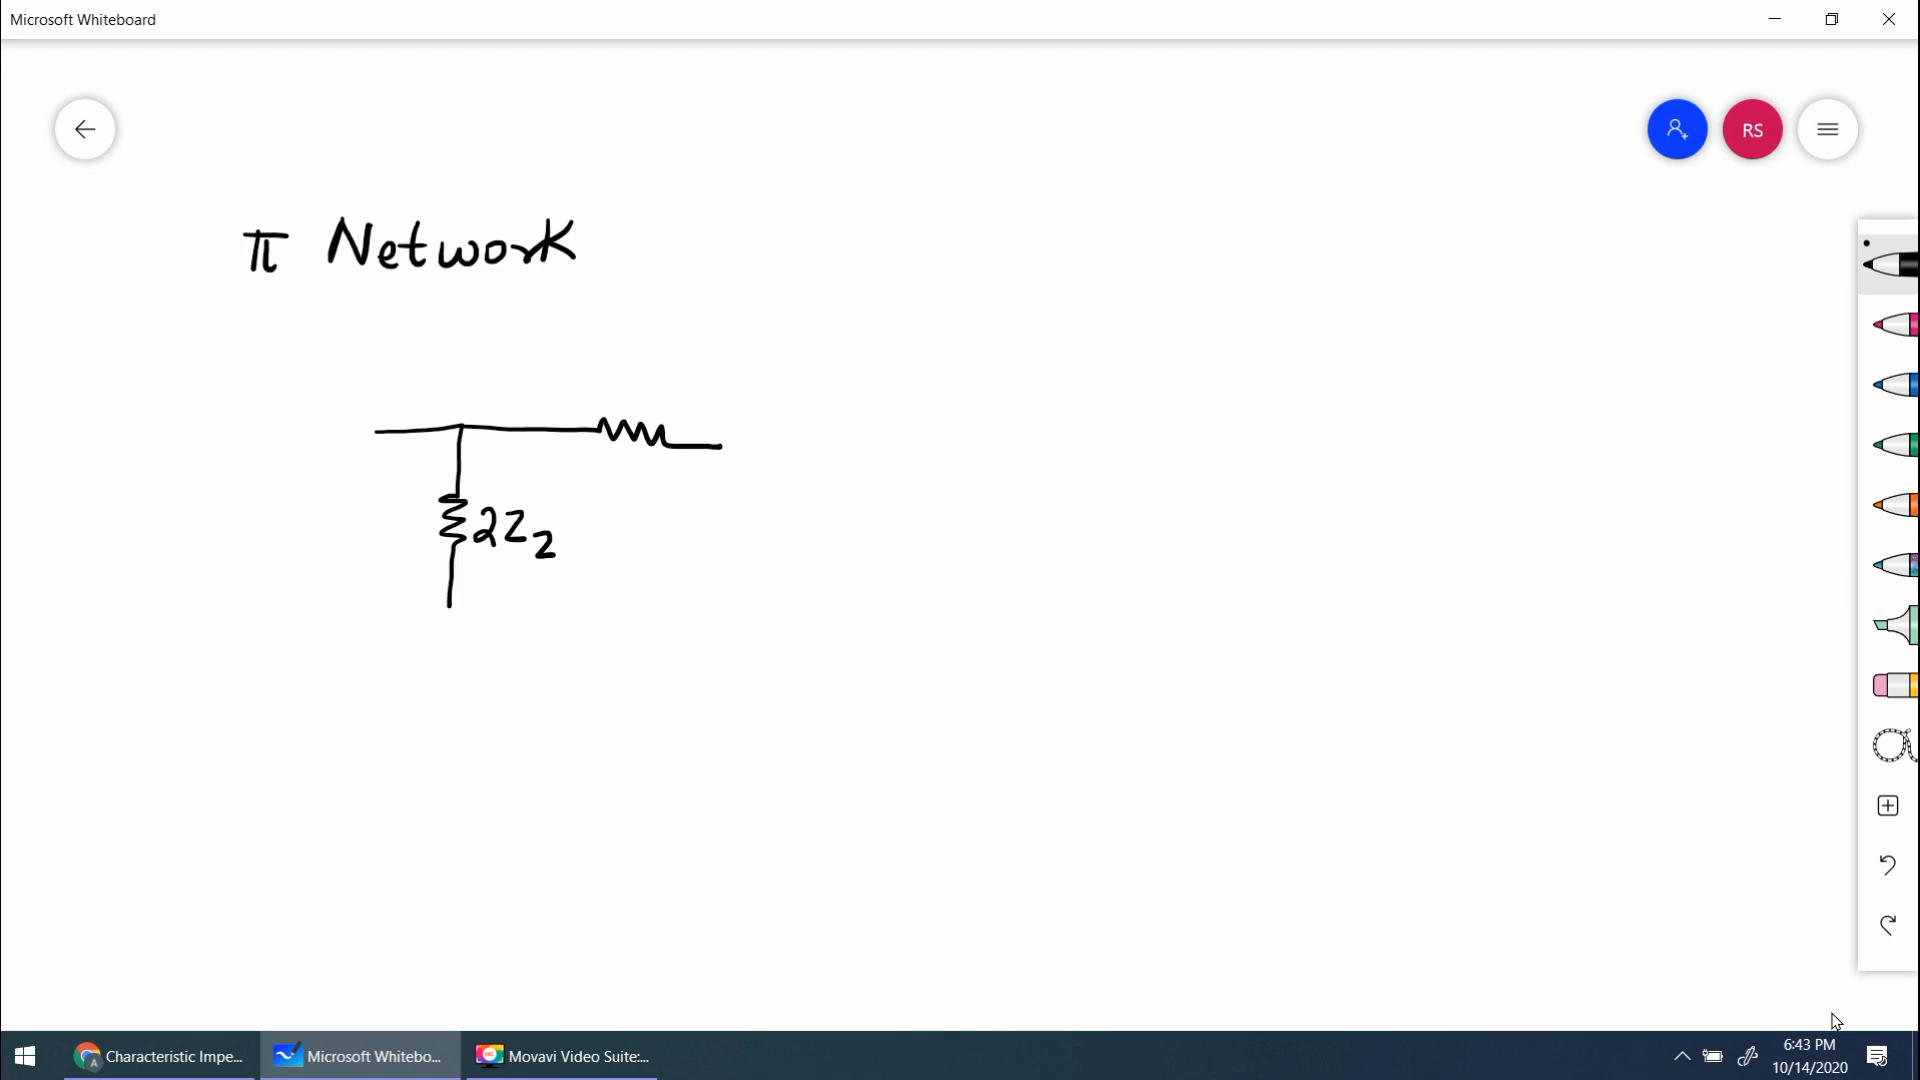 Microsoft Whiteboard
RS
π Network
2Z2
Characteristic Impe...
Microsoft Whitebo...
Movavi Video Suite:...
6:43 PM
10/14/2020